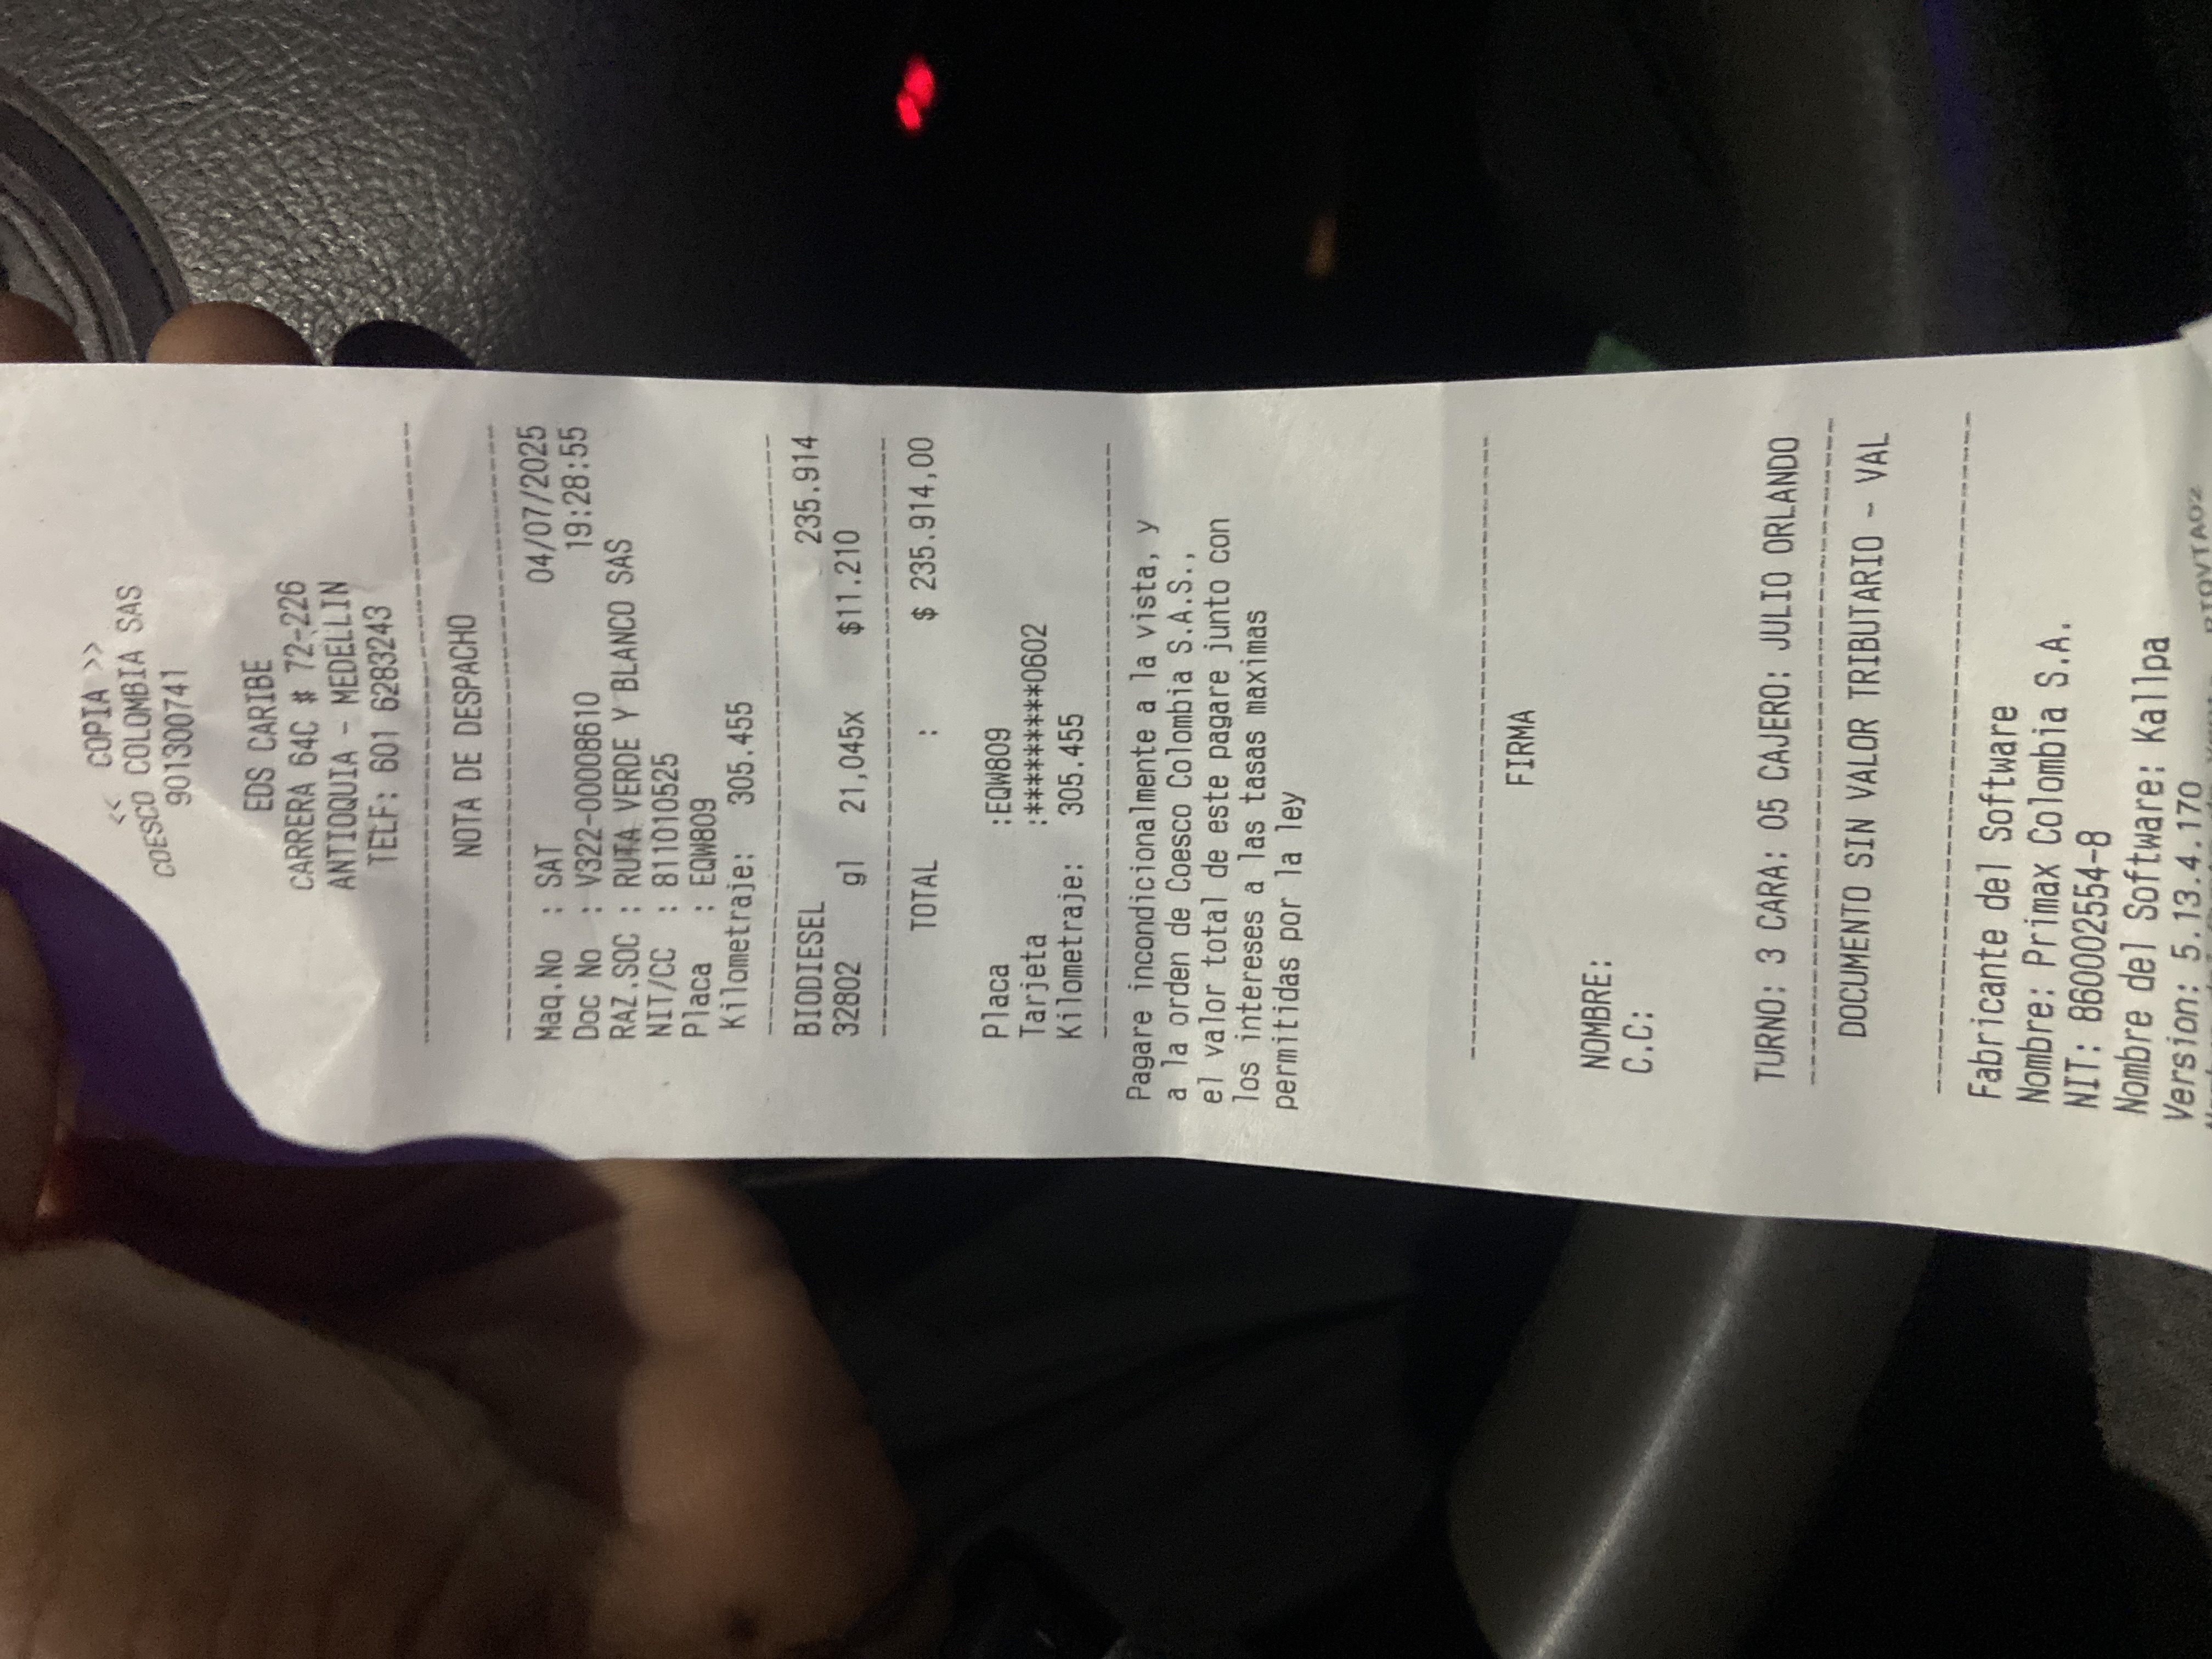 << COPIA >>
COESCO COLOMBIA SAS
901300741
EDS CARIBE
CARRERA 64C # 72-226
ANTIOQUIA - MEDELLIN
TELF: 601 6283243
NOTA DE DESPACHO
Maq.No : SAT 04/07/2025
Doc No : V322-00008610 19:28:55
RAZ.SOC : RUTA VERDE Y BLANCO SAS
NIT/CC : 811010525
Placa : EQW809
Kilometraje: 305.455
BIODIESEL 235.914
32802 gl 21,045x $11.210
TOTAL : $ 235.914,00
Placa :EQW809
Tarjeta :*********0602
Kilometraje: 305.455
Pagare incondicionalmente a la vista, y
a la orden de Coesco Colombia S.A.S.,
el valor total de este pagare junto con
los intereses a las tasas maximas
permitidas por la ley
FIRMA
NOMBRE:
C.C:
TURNO: 3 CARA: 05 CAJERO: JULIO ORLANDO
DOCUMENTO SIN VALOR TRIBUTARIO - VAL
Fabricante del Software
Nombre: Primax Colombia S.A.
NIT: 860002554-8
Nombre del Software: Kallpa
Version: 5.13.4.170